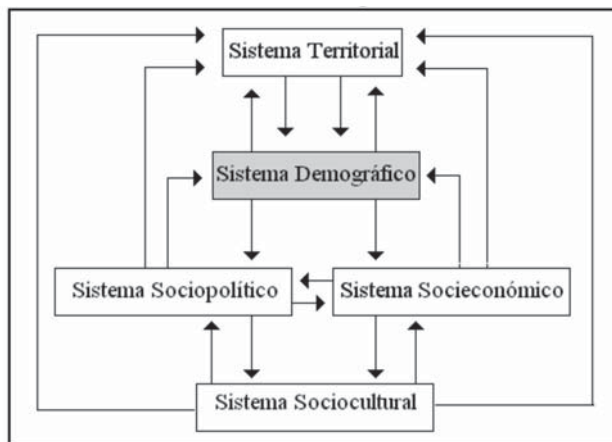 Sistema Territorial
Sistema Demográfico
Sistema Sociopolítico
Sistema Socieconómico
Sistema Sociocultural